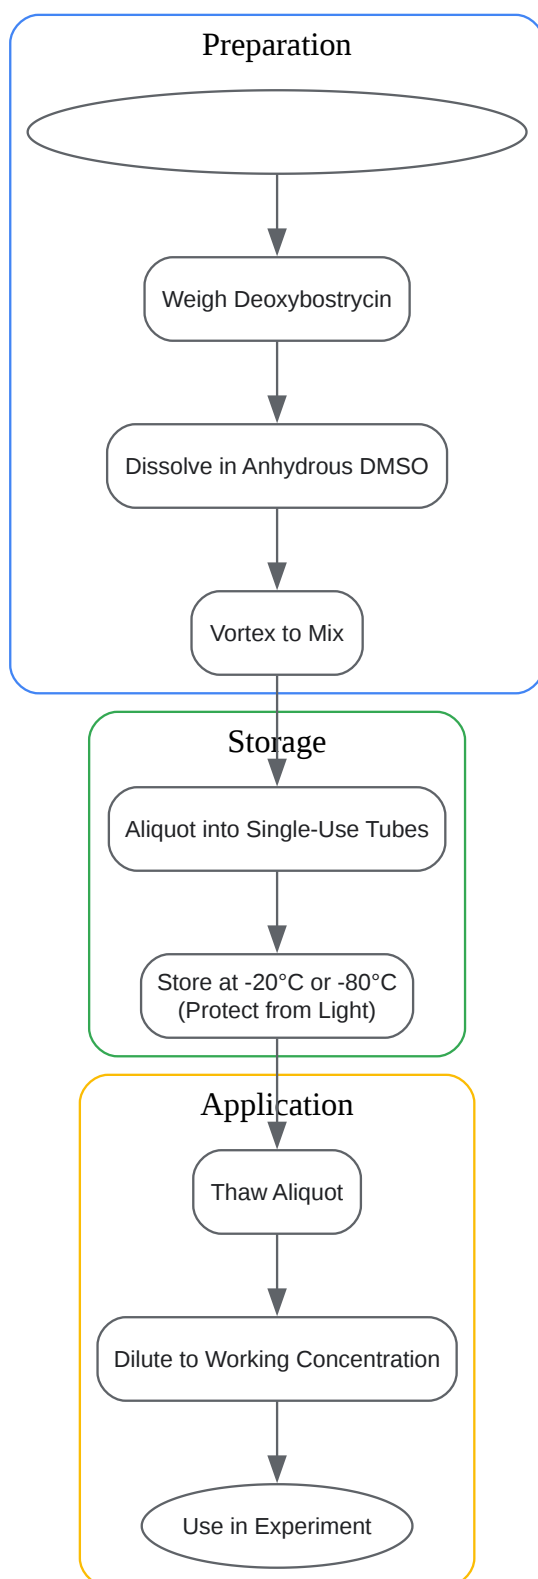 Preparation
Weigh Deoxybostrycin
Dissolve in Anhydrous DMSO
Vortex to Mix
Storage
Aliquot into Single-Use Tubes
Store at -20°C or -80°C
(Protect from Light)
Application
Thaw Aliquot
Dilute to Working Concentration
Use in Experiment